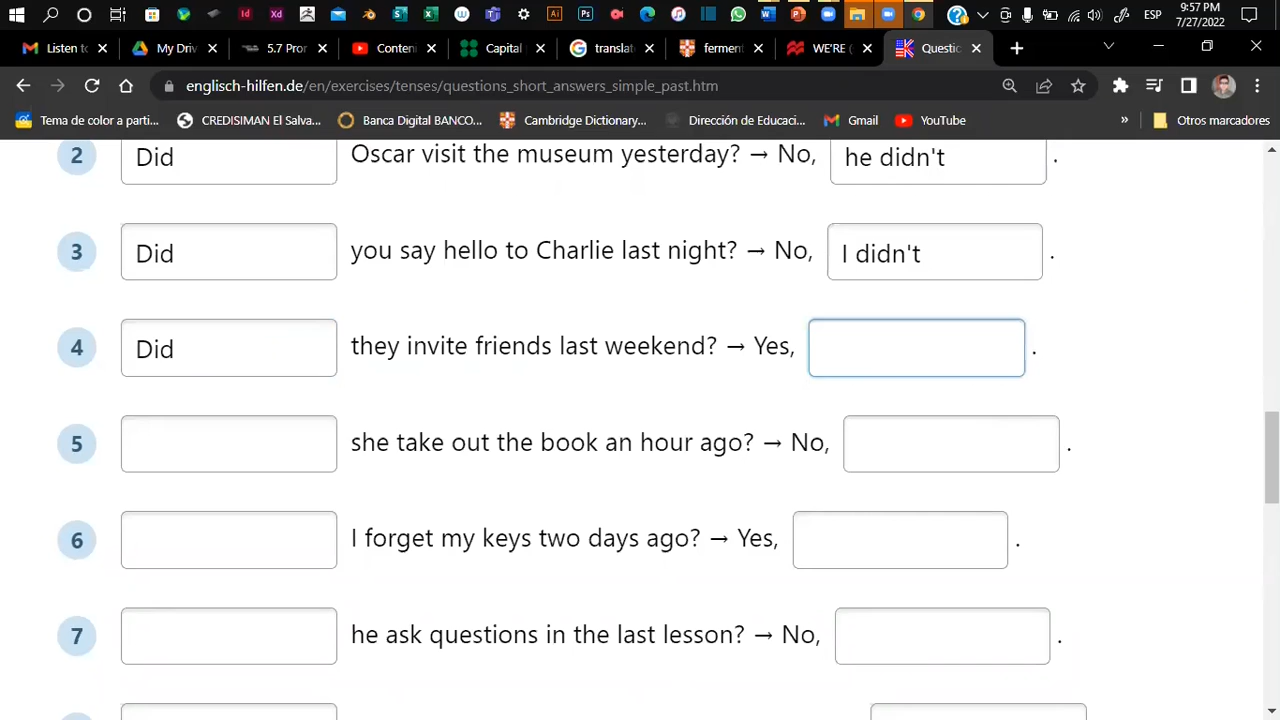 ESP
9:57 PM
7/27/2022
Listen to
My Driv
5.7 Pror
Conteni
Capital
translat
ferment
WE'RE (
Questic
englisch-hilfen.de/en/exercises/tenses/questions_short_answers_simple_past.htm
Tema de color a parti...
CREDISIMAN El Salva...
Banca Digital BANCO...
Cambridge Dictionary,...
Dirección de Educaci...
Gmail
YouTube
»
Otros marcadores
2 Did Oscar visit the museum yesterday? → No, he didn't .
3 Did you say hello to Charlie last night? → No, I didn't .
4 Did they invite friends last weekend? → Yes, .
5 she take out the book an hour ago? → No, .
6 I forget my keys two days ago? → Yes, .
7 he ask questions in the last lesson? → No, .